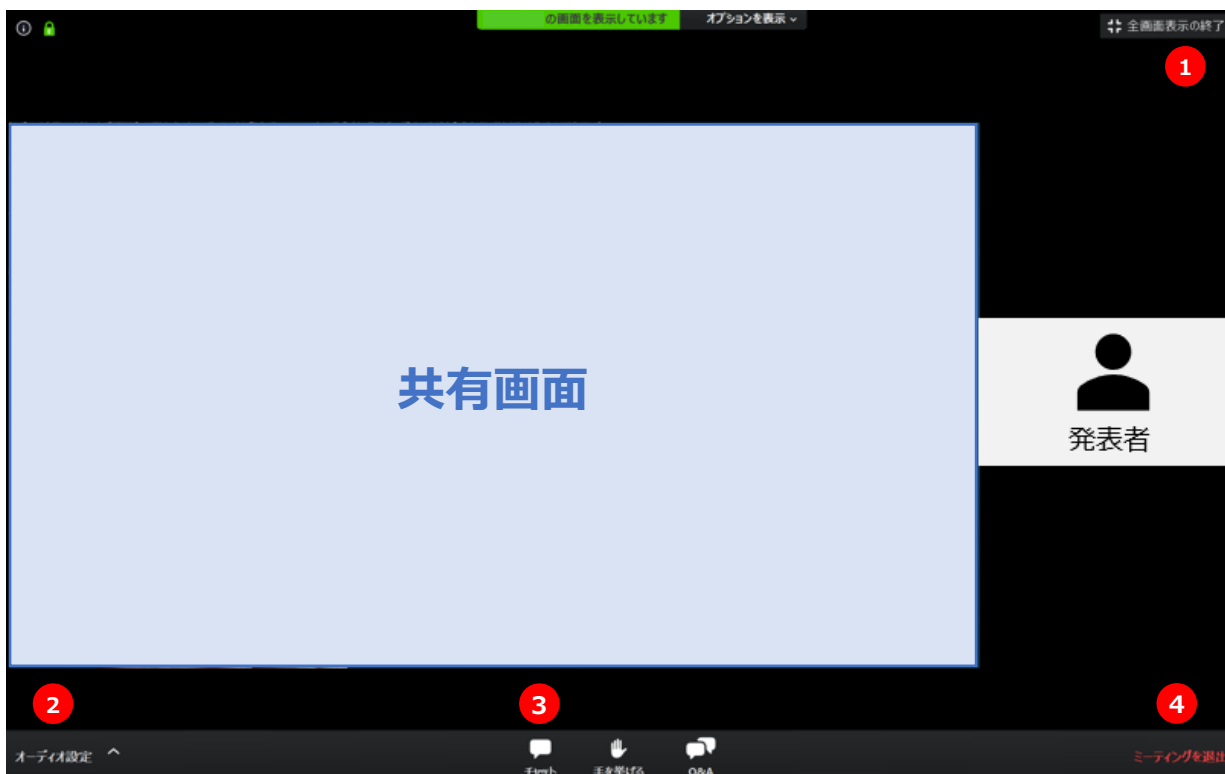 の画面を表示しています オプションを表示
全画面表示の終了
1
共有画面
発表者
2
3
4
オーディオ設定
チャット
手を挙げる
Q&A
ミーティングを退出